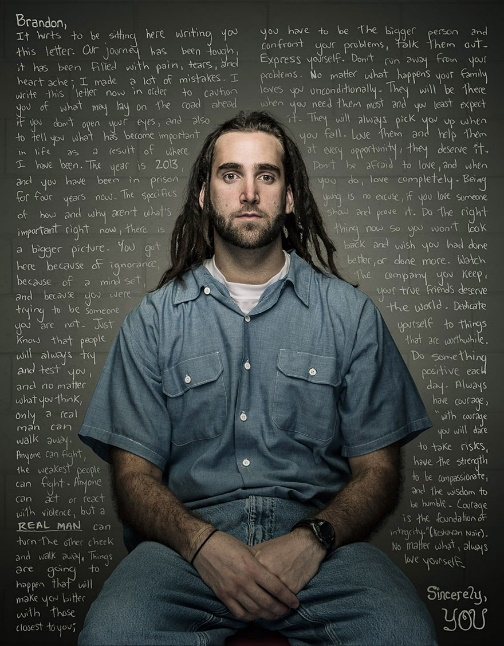 Brandon,
It hurts to be sitting here writing you
this letter. Our journey has been tough,
it has been filled with pain, tears, and
heart ache; I made a lot of mistakes. I
write this letter now in order to caution
you of what may lay on the road ahead
if you don't open your eyes, and also
to tell you what has become important
in life as a result of where
I have been. The year is 2013,
and you have been in prison
for four years now. The specifics
of how and why aren't what's
important right now, there is
a bigger picture. You got
here because of ignorance,
because of a mind set,
and because you were
trying to be someone
you are not. Just
Know that people
will always try
and test you,
and no matter
what you think,
only a real
man can
walk away.
Anyone can fight,
the weakest people
can fight. Anyone
can act or react
with violence, but a
REAL MAN can
turn the other check
and walk away. Things
are going to
happen that will
make you bitter
with those
closest to you;
you have to be The bigger person and
confront your problems, talk them out.
Express yourself. Don't run away from your
problems. No matter what happens your family
loves you unconditionally. They will be there
when you need them most and you least expect
it. They will always pick you up when
you fall. Love them and help them
at every opportunity, they deserve it.
Don't be afraid to love, and when
you do, love completely. Being
young is no excuse, if you love someone
show and prove it. Do the right
thing now so you won't look
back and wish you had done
better, or done more. Watch
The company you keep,
your true friends deserve
the world. Dedicate
yourself to things
that are worthwhile.
Do something
positive each
day. Always
have courage,
"with courage
you will dare
to take risks,
have the strength
to be compassionate,
and the wisdom to
be humble. Courage
is the foundation of
integrity." (Keshavan Nair).
No matter what, always
love yourself.
Sincerely,
YOU